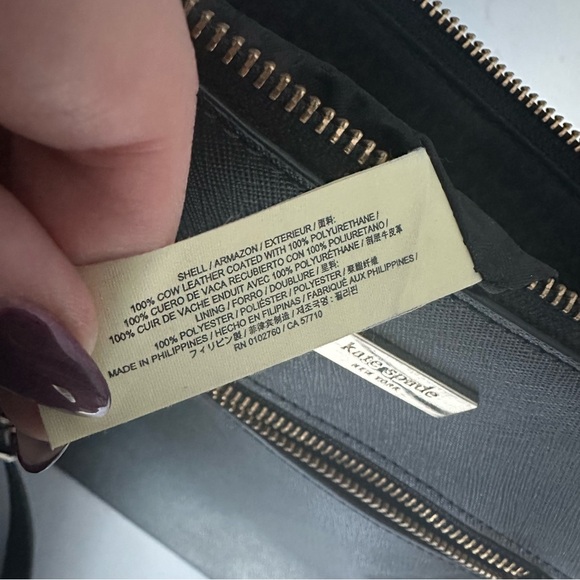 SHELL / ARMAZON / EXTERIEUR / 面料:
100% COW LEATHER COATED WITH 100% POLYURETHANE /
100% CUERO DE VACA RECUBIERTO CON 100% POLIURETANO /
100% CUIR DE VACHE ENDUIT AVEC 100% POLYURETHANE / 剖层牛皮革
LINING / FORRO / DOUBLURE / 里料:
100% POLYESTER / POLIÉSTER / POLYESTER / 聚酯纤维
MADE IN PHILIPPINES / HECHO EN FILIPINAS / FABRIQUÉ AUX PHILIPPINES /
フィリピン製 / 菲律宾制造 / 제조국명: 필리핀
RN 0102760 / CA 57710
kate spade
NEW YORK